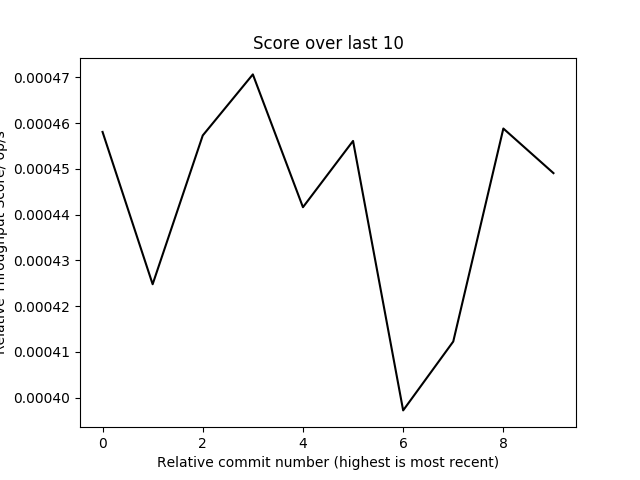 Score over last 10
0.00047
0.00046
0.00045
0.00044
0.00043
0.00042
0.00041
0.00040
Relative Throughput Score/ op/s
0 2 4 6 8
Relative commit number (highest is most recent)